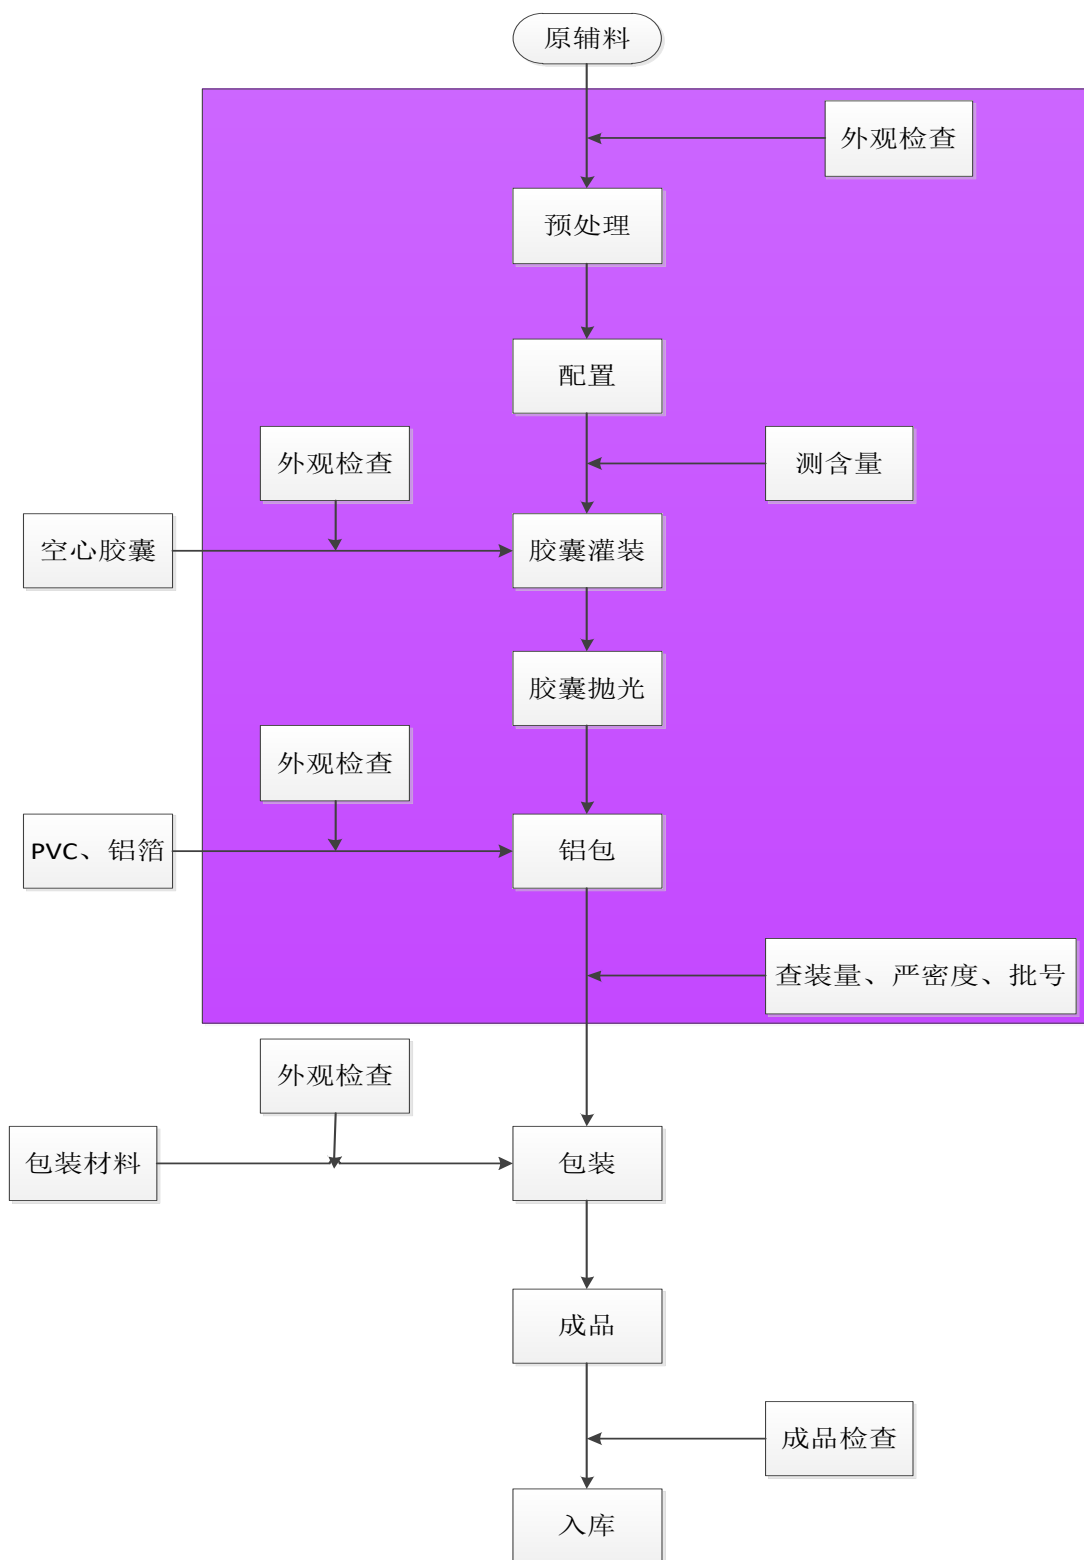 原辅料
外观检查
预处理
配置
外观检查
测含量
空心胶囊
胶囊灌装
胶囊抛光
外观检查
PVC、铝箔
铝包
查装量、严密度、批号
外观检查
包装材料
包装
成品
成品检查
入库